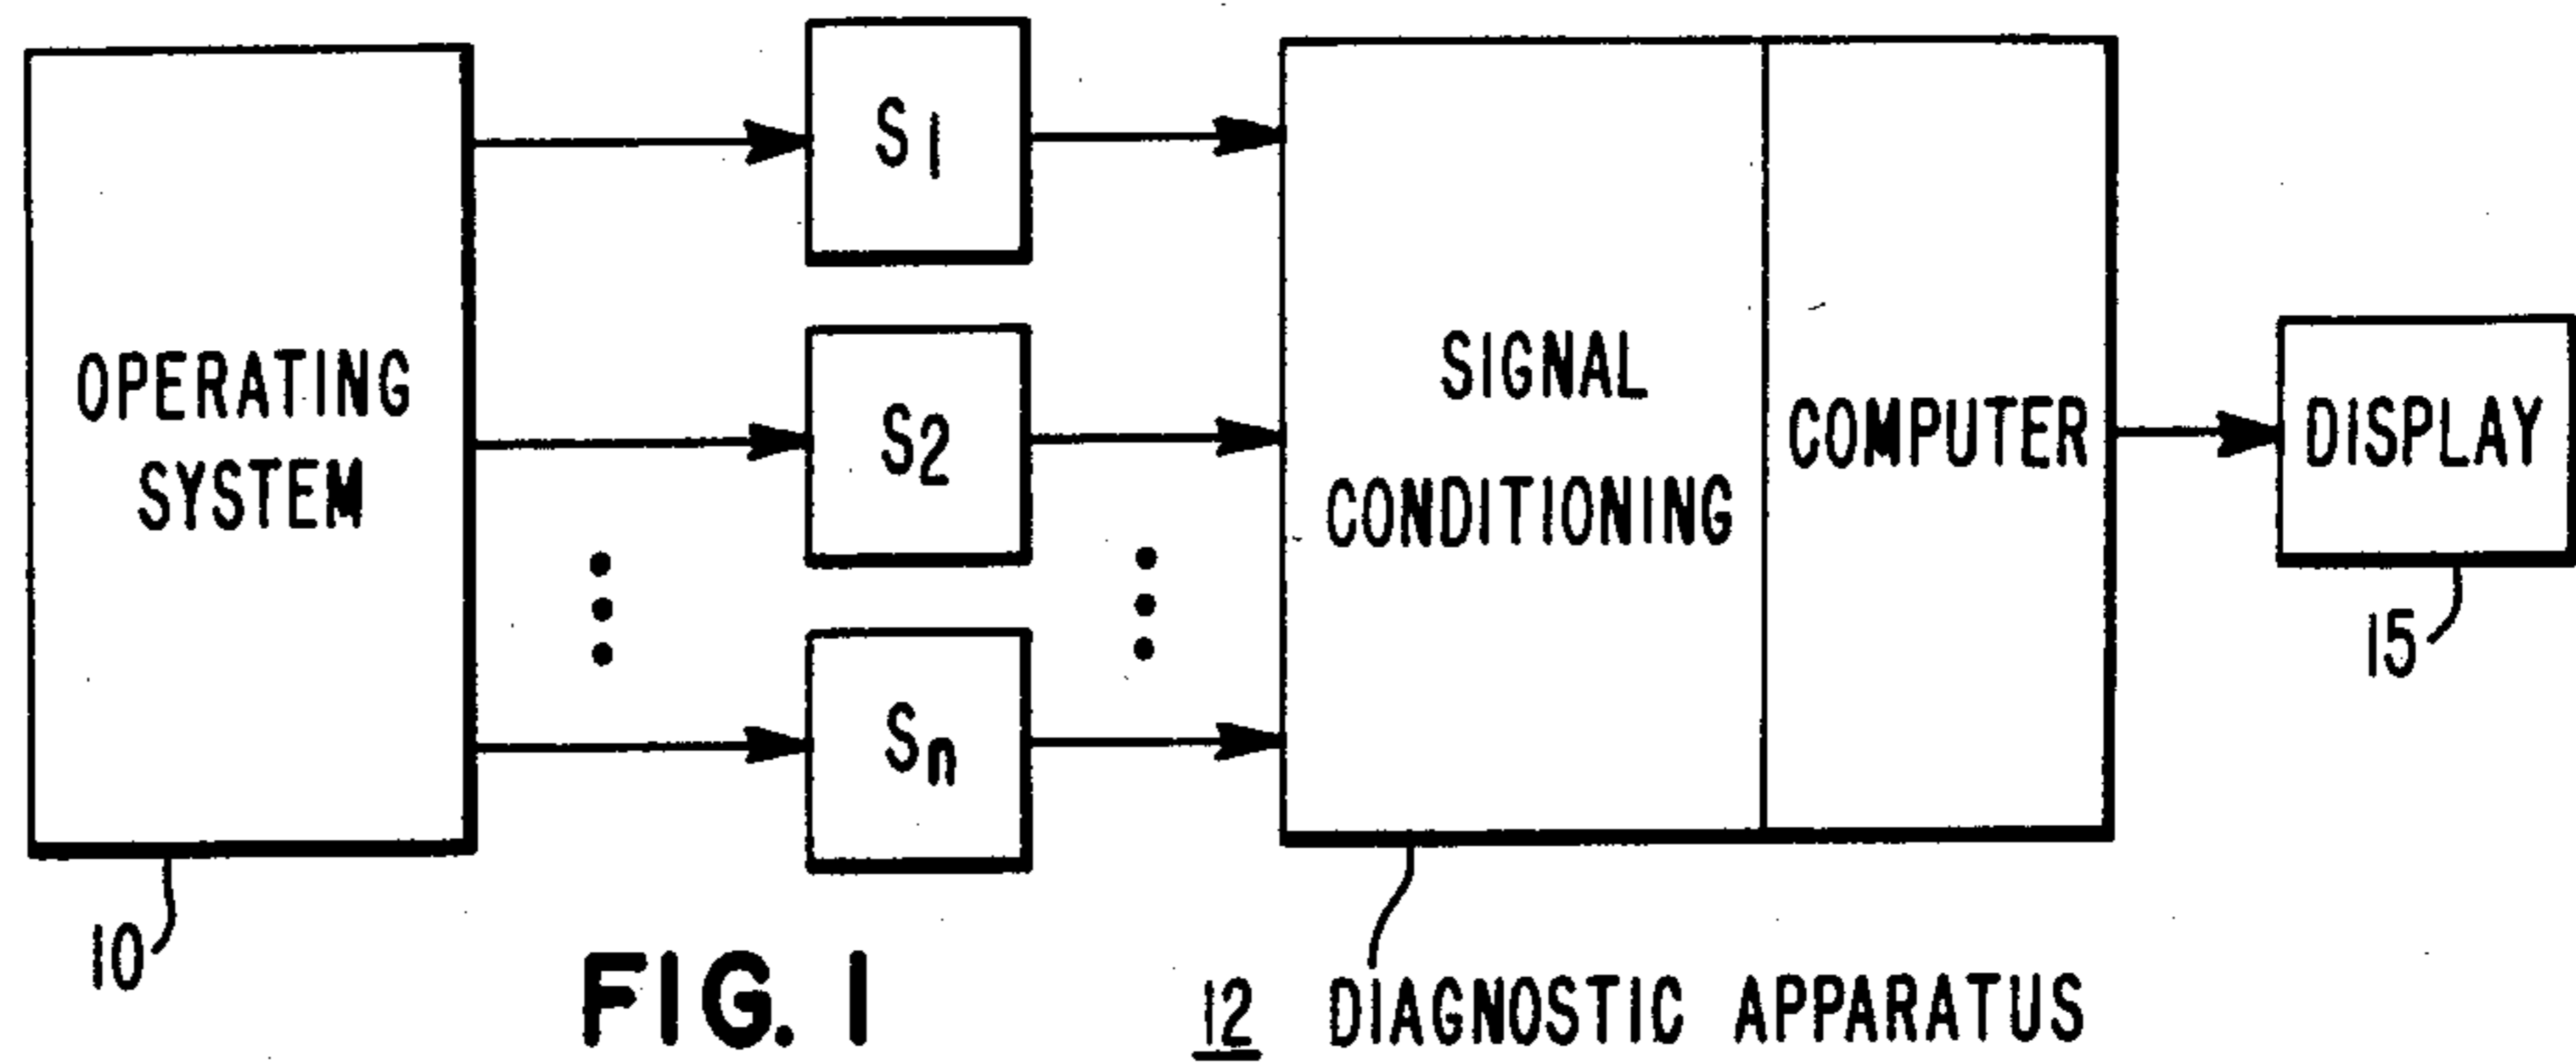 OPERATING
SYSTEM
10
S1
S2
Sn
SIGNAL
CONDITIONING
COMPUTER
DISPLAY
15
FIG. 1
12 DIAGNOSTIC APPARATUS